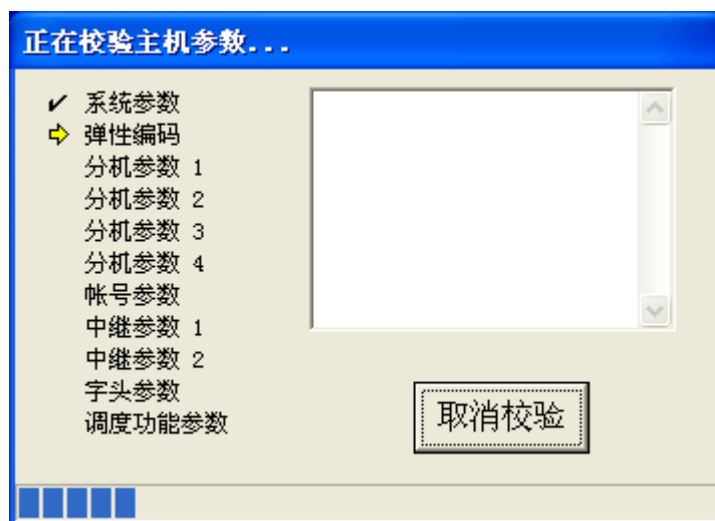 正在校验主机参数...
系统参数
弹性编码
分机参数 1
分机参数 2
分机参数 3
分机参数 4
帐号参数
中继参数 1
中继参数 2
字头参数
调度功能参数
取消校验